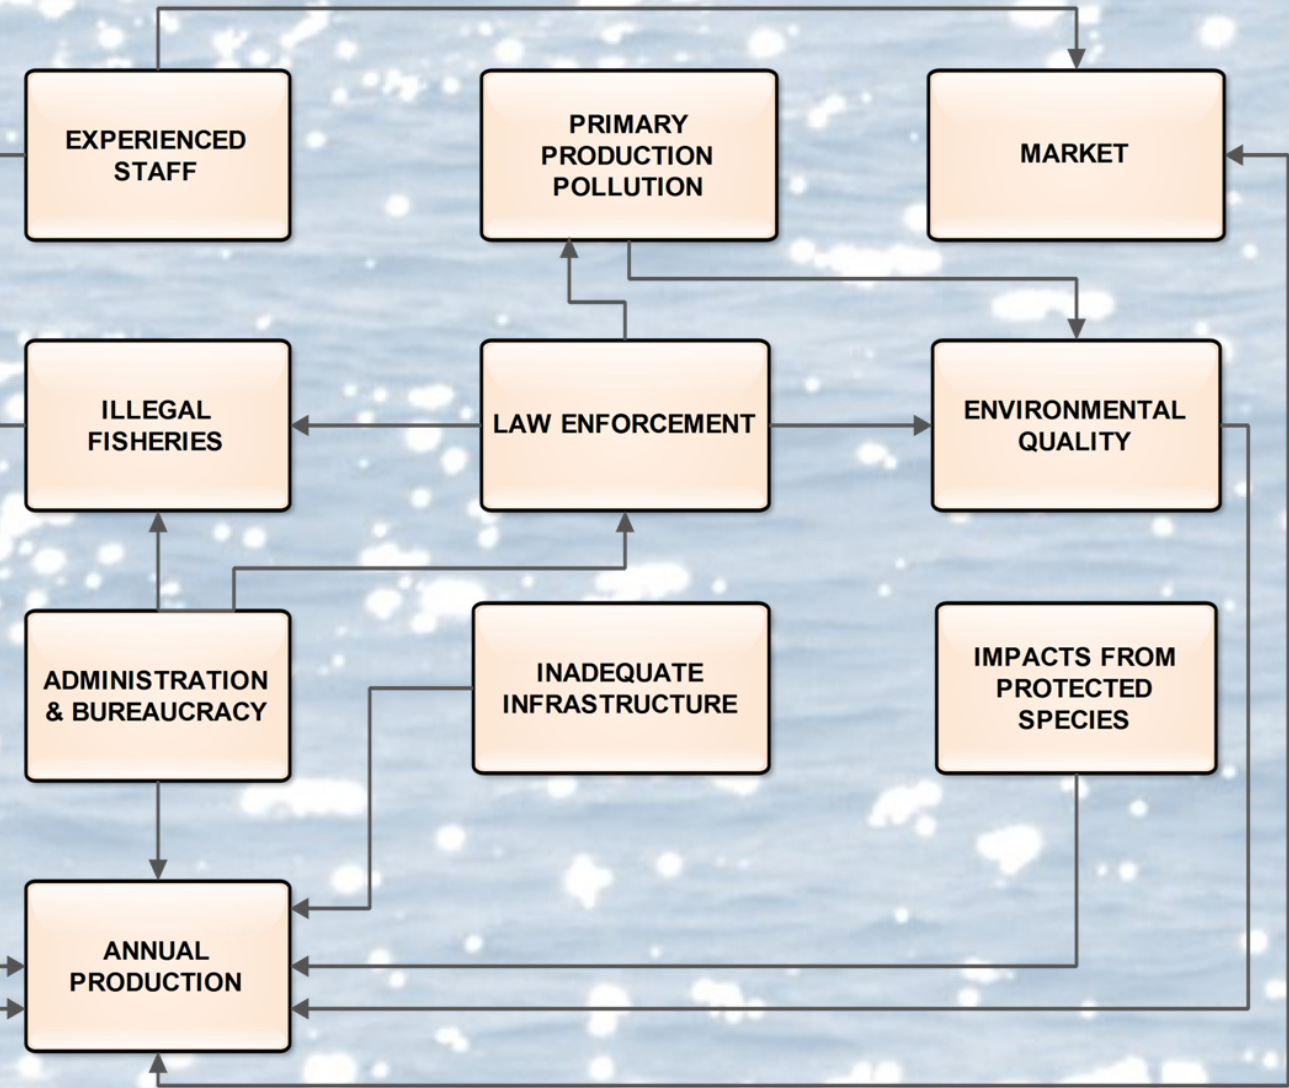 EXPERIENCED
STAFF
PRIMARY
PRODUCTION
POLLUTION
MARKET
ILLEGAL
FISHERIES
LAW ENFORCEMENT
ENVIRONMENTAL
QUALITY
ADMINISTRATION
& BUREAUCRACY
INADEQUATE
INFRASTRUCTURE
IMPACTS FROM
PROTECTED
SPECIES
ANNUAL
PRODUCTION